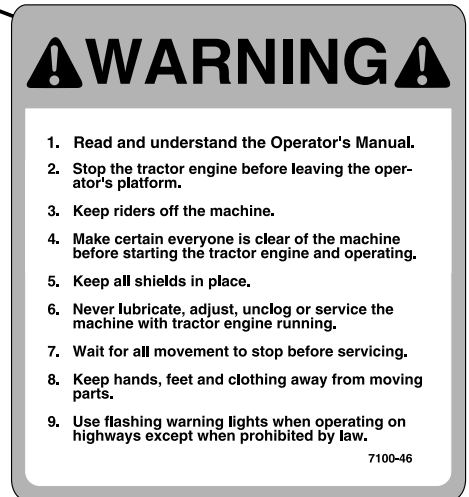 WARNING
1. Read and understand the Operator's Manual.
2. Stop the tractor engine before leaving the oper-
ator's platform.
3. Keep riders off the machine.
4. Make certain everyone is clear of the machine
before starting the tractor engine and operating.
5. Keep all shields in place.
6. Never lubricate, adjust, unclog or service the
machine with tractor engine running.
7. Wait for all movement to stop before servicing.
8. Keep hands, feet and clothing away from moving
parts.
9. Use flashing warning lights when operating on
highways except when prohibited by law.
7100-46